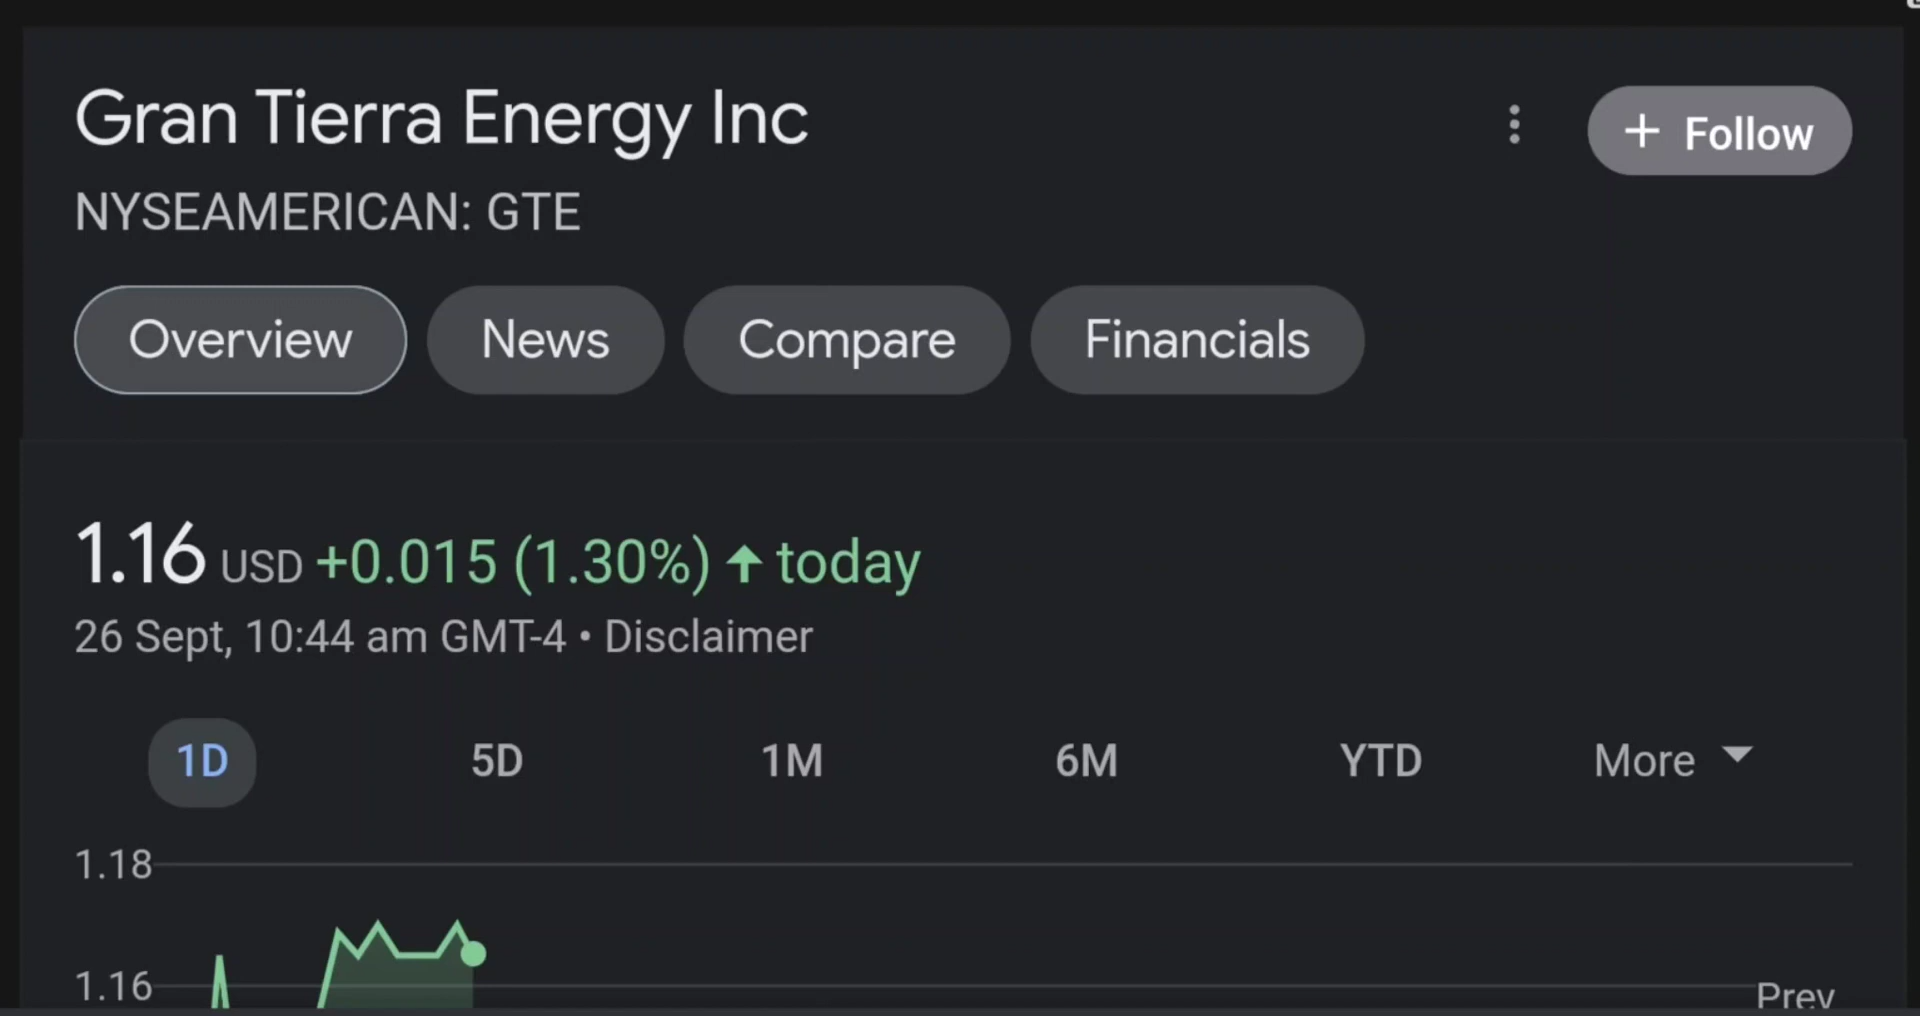 Gran Tierra Energy Inc
+ Follow
NYSEAMERICAN: GTE
Overview News Compare Financials
1.16 USD +0.015 (1.30%) ↑ today
26 Sept, 10:44 am GMT-4 • Disclaimer
1D 5D 1M 6M YTD More
1.18
1.16
Prev